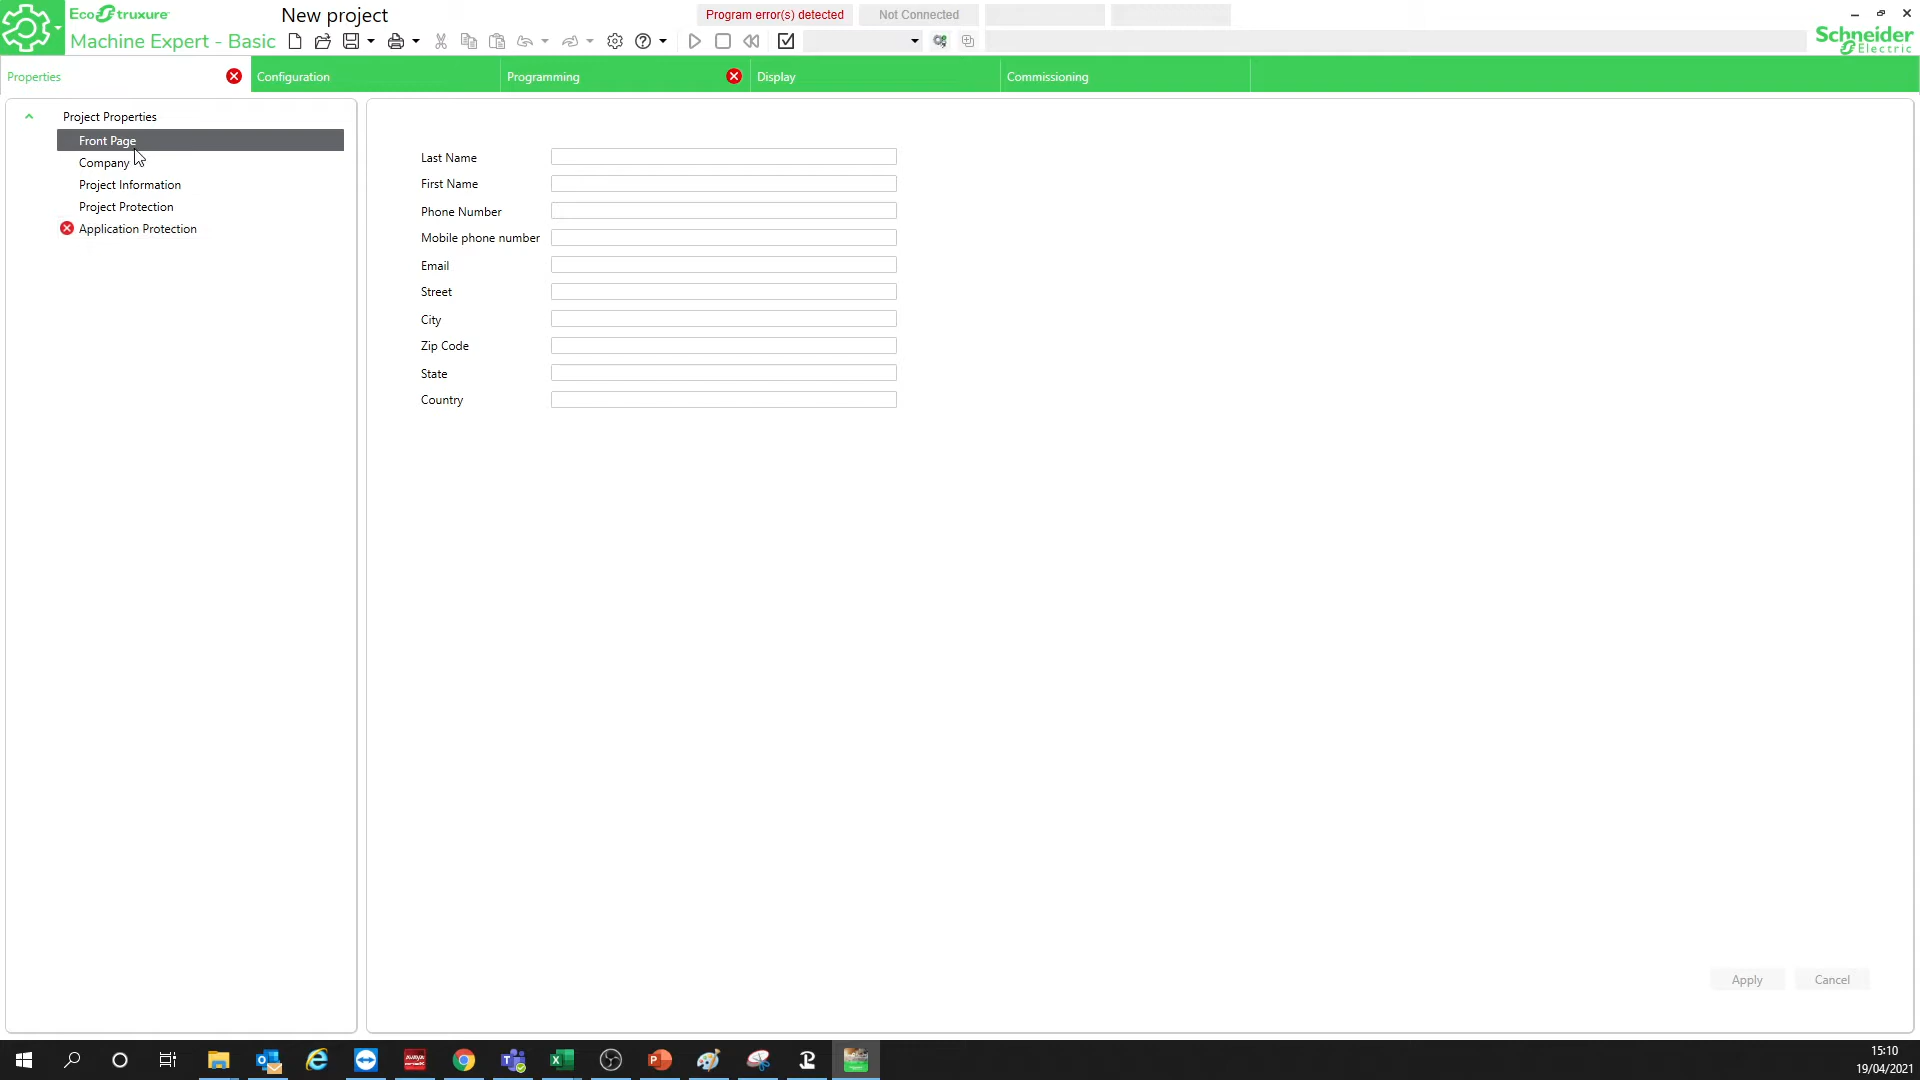 EcoStruxure
New project
Program error(s) detected
Not Connected
Machine Expert - Basic
Schneider
Electric
Properties
Configuration
Programming
Display
Commissioning
Project Properties
Front Page
Company
Project Information
Project Protection
Application Protection
Last Name
First Name
Phone Number
Mobile phone number
Email
Street
City
Zip Code
State
Country
Apply
Cancel
15:10
19/04/2021